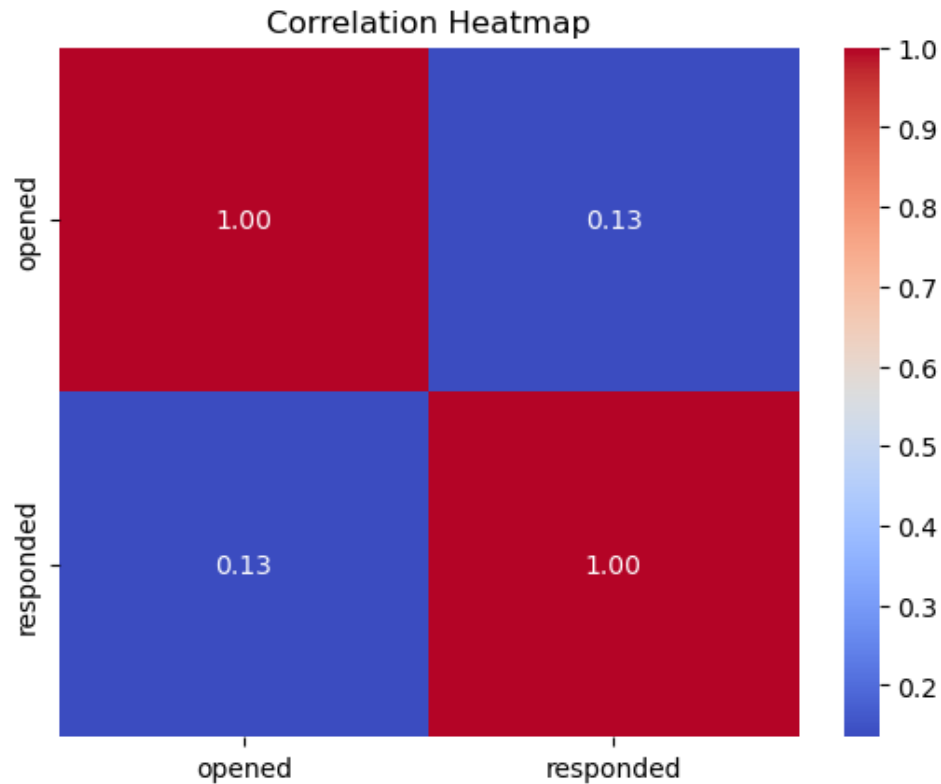 Correlation Heatmap
opened
1.00
0.13
responded
0.13
1.00
opened
responded
1.0
0.9
0.8
0.7
0.6
0.5
0.4
0.3
0.2